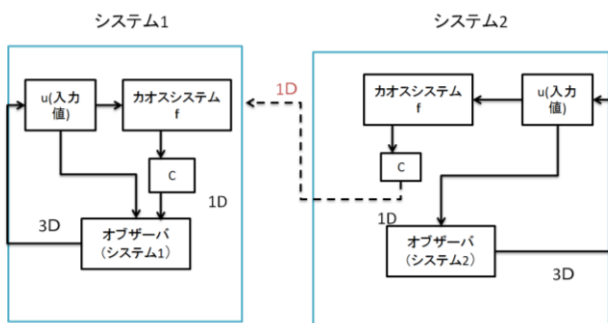 システム1
システム2
u(入力
値)
カオスシステム
f
C
1D
3D
オブザーバ
(システム1)
1D
カオスシステム
f
u(入力
値)
C
1D
オブザーバ
(システム2)
3D